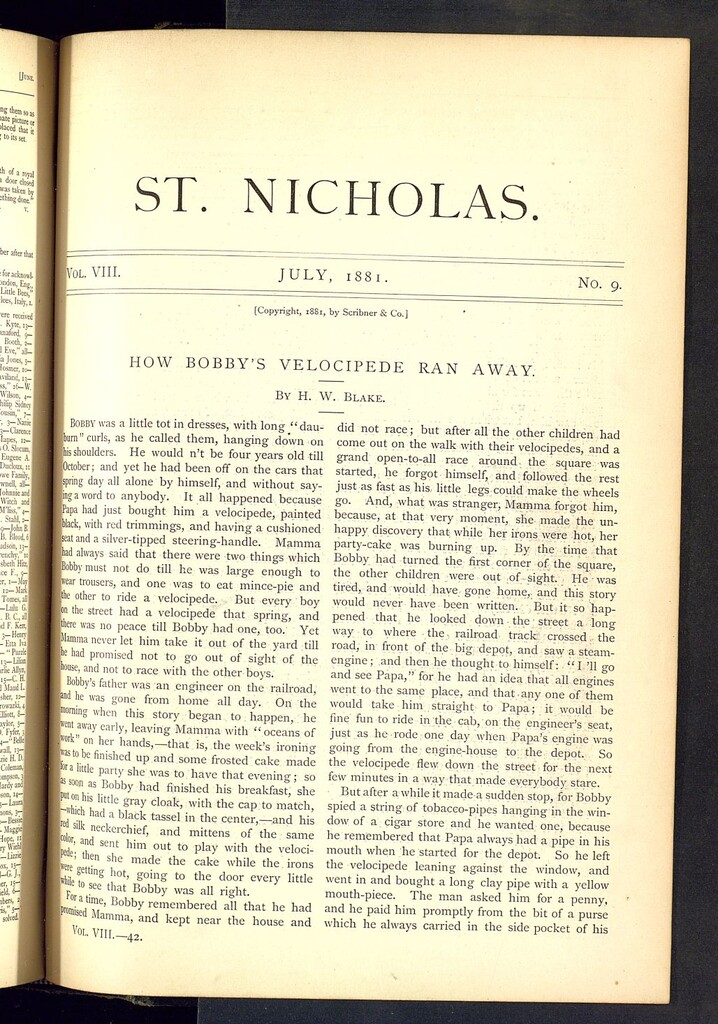 [JUNE.
ng them so as
uate picture or
placed that it
g to its set.
th of a royal
a door closed
was taken by
ething done."
V.
ber after that
ST. NICHOLAS.
VOL. VIII.
JULY, 1881.
No. 9.
[Copyright, 1881, by Scribner & Co.]
HOW BOBBY'S VELOCIPEDE RAN AWAY.
BY H. W. BLAKE.
BOBBY was a little tot in dresses, with long "dau-
burn" curls, as he called them, hanging down on
his shoulders. He would n't be four years old till
October; and yet he had been off on the cars that
spring day all alone by himself, and without say-
ing a word to anybody. It all happened because
Papa had just bought him a velocipede, painted
black, with red trimmings, and having a cushioned
seat and a silver-tipped steering-handle. Mamma
had always said that there were two things which
Bobby must not do till he was large enough to
wear trousers, and one was to eat mince-pie and
the other to ride a velocipede. But every boy
on the street had a velocipede that spring, and
there was no peace till Bobby had one, too. Yet
Mamma never let him take it out of the yard till
he had promised not to go out of sight of the
house, and not to race with the other boys.
Bobby's father was an engineer on the railroad,
and he was gone from home all day. On the
morning when this story began to happen, he
went away early, leaving Mamma with "oceans of
work" on her hands,—that is, the week's ironing
was to be finished up and some frosted cake made
for a little party she was to have that evening; so
as soon as Bobby had finished his breakfast, she
put on his little gray cloak, with the cap to match,
—which had a black tassel in the center,—and his
red silk neckerchief, and mittens of the same
color, and sent him out to play with the veloci-
pede; then she made the cake while the irons
were getting hot, going to the door every little
while to see that Bobby was all right.
For a time, Bobby remembered all that he had
promised Mamma, and kept near the house and
VOL. VIII.—42.
did not race; but after all the other children had
come out on the walk with their velocipedes, and a
grand open-to-all race around the square was
started, he forgot himself, and followed the rest
just as fast as his little legs could make the wheels
go. And, what was stranger, Mamma forgot him,
because, at that very moment, she made the un-
happy discovery that while her irons were hot, her
party-cake was burning up. By the time that
Bobby had turned the first corner of the square,
the other children were out of sight. He was
tired, and would have gone home, and this story
would never have been written. But it so hap-
pened that he looked down the street a long
way to where the railroad track crossed the
road, in front of the big depot, and saw a steam-
engine; and then he thought to himself: "I 'll go
and see Papa," for he had an idea that all engines
went to the same place, and that any one of them
would take him straight to Papa; it would be
fine fun to ride in the cab, on the engineer's seat,
just as he rode one day when Papa's engine was
going from the engine-house to the depot. So
the velocipede flew down the street for the next
few minutes in a way that made everybody stare.
But after a while it made a sudden stop, for Bobby
spied a string of tobacco-pipes hanging in the win-
dow of a cigar store and he wanted one, because
he remembered that Papa always had a pipe in his
mouth when he started for the depot. So he left
the velocipede leaning against the window, and
went in and bought a long clay pipe with a yellow
mouth-piece. The man asked him for a penny,
and he paid him promptly from the bit of a purse
which he always carried in the side pocket of his